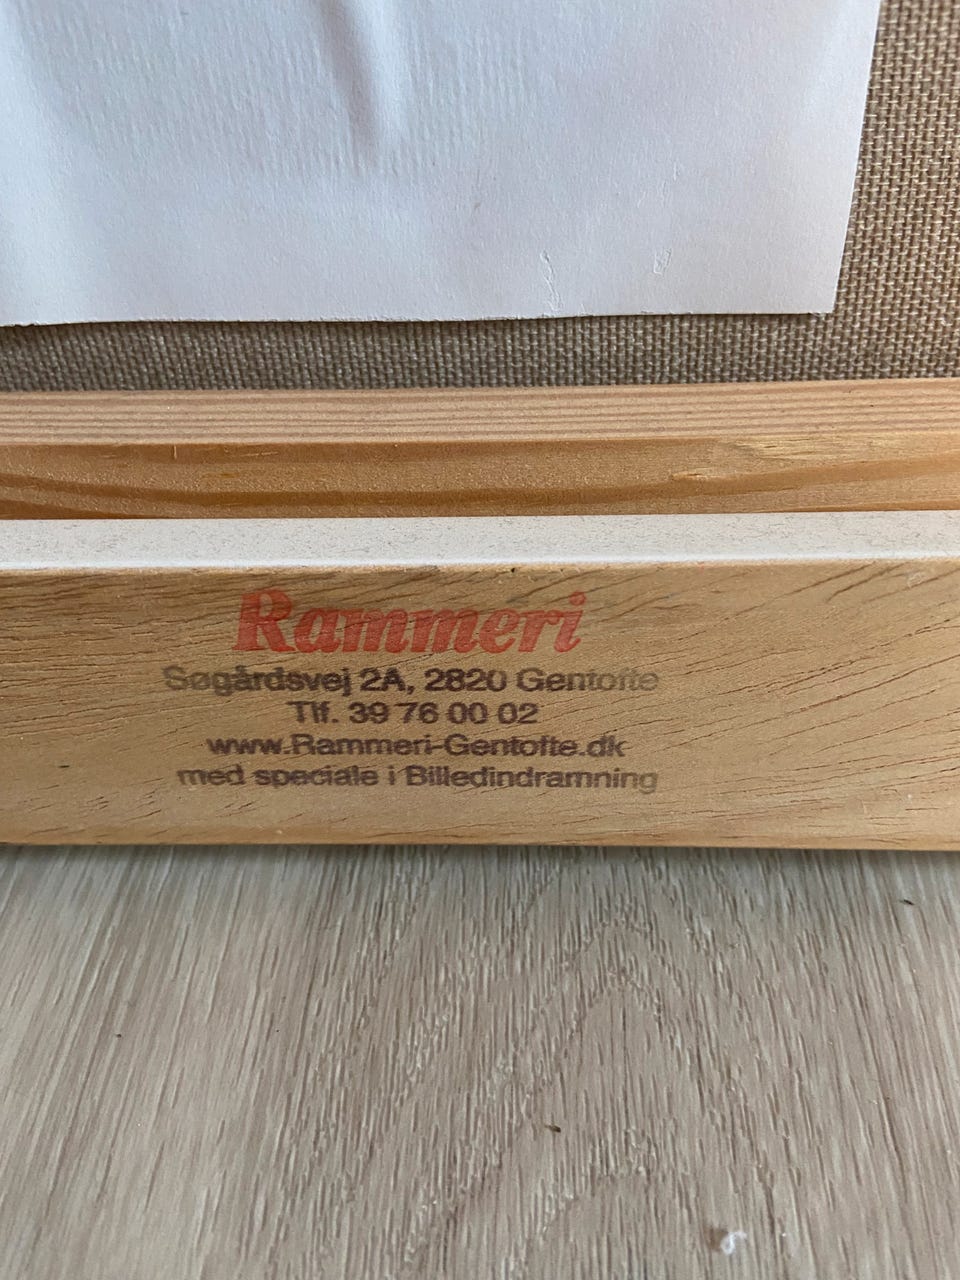 Rammeri
Søgårdsvej 2A, 2820 Gentofte
Tlf. 39 76 00 02
www.Rammeri-Gentofte.dk
med speciale i Billedindramning